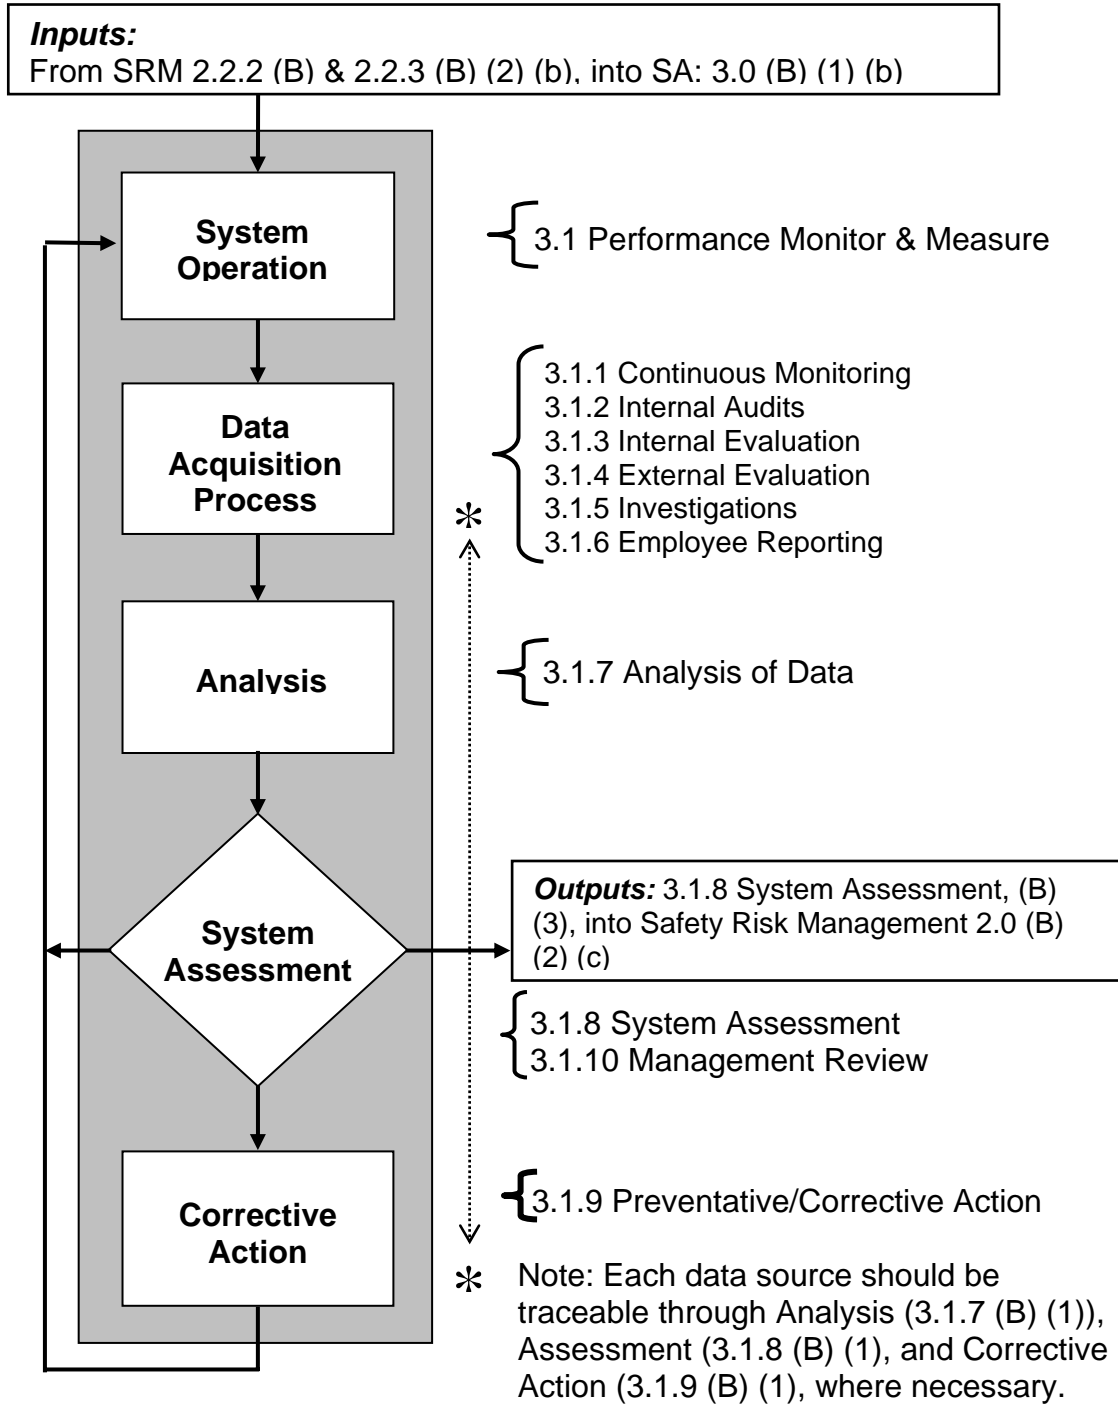 Inputs:
From SRM 2.2.2 (B) & 2.2.3 (B) (2) (b), into SA: 3.0 (B) (1) (b)
System
Operation
3.1 Performance Monitor & Measure
Data
Acquisition
Process
3.1.1 Continuous Monitoring
3.1.2 Internal Audits
3.1.3 Internal Evaluation
3.1.4 External Evaluation
3.1.5 Investigations
3.1.6 Employee Reporting
*
Analysis
3.1.7 Analysis of Data
System
Assessment
Outputs: 3.1.8 System Assessment, (B)
(3), into Safety Risk Management 2.0 (B)
(2) (c)
3.1.8 System Assessment
3.1.10 Management Review
Corrective
Action
3.1.9 Preventative/Corrective Action
* Note: Each data source should be
traceable through Analysis (3.1.7 (B) (1)),
Assessment (3.1.8 (B) (1), and Corrective
Action (3.1.9 (B) (1), where necessary.